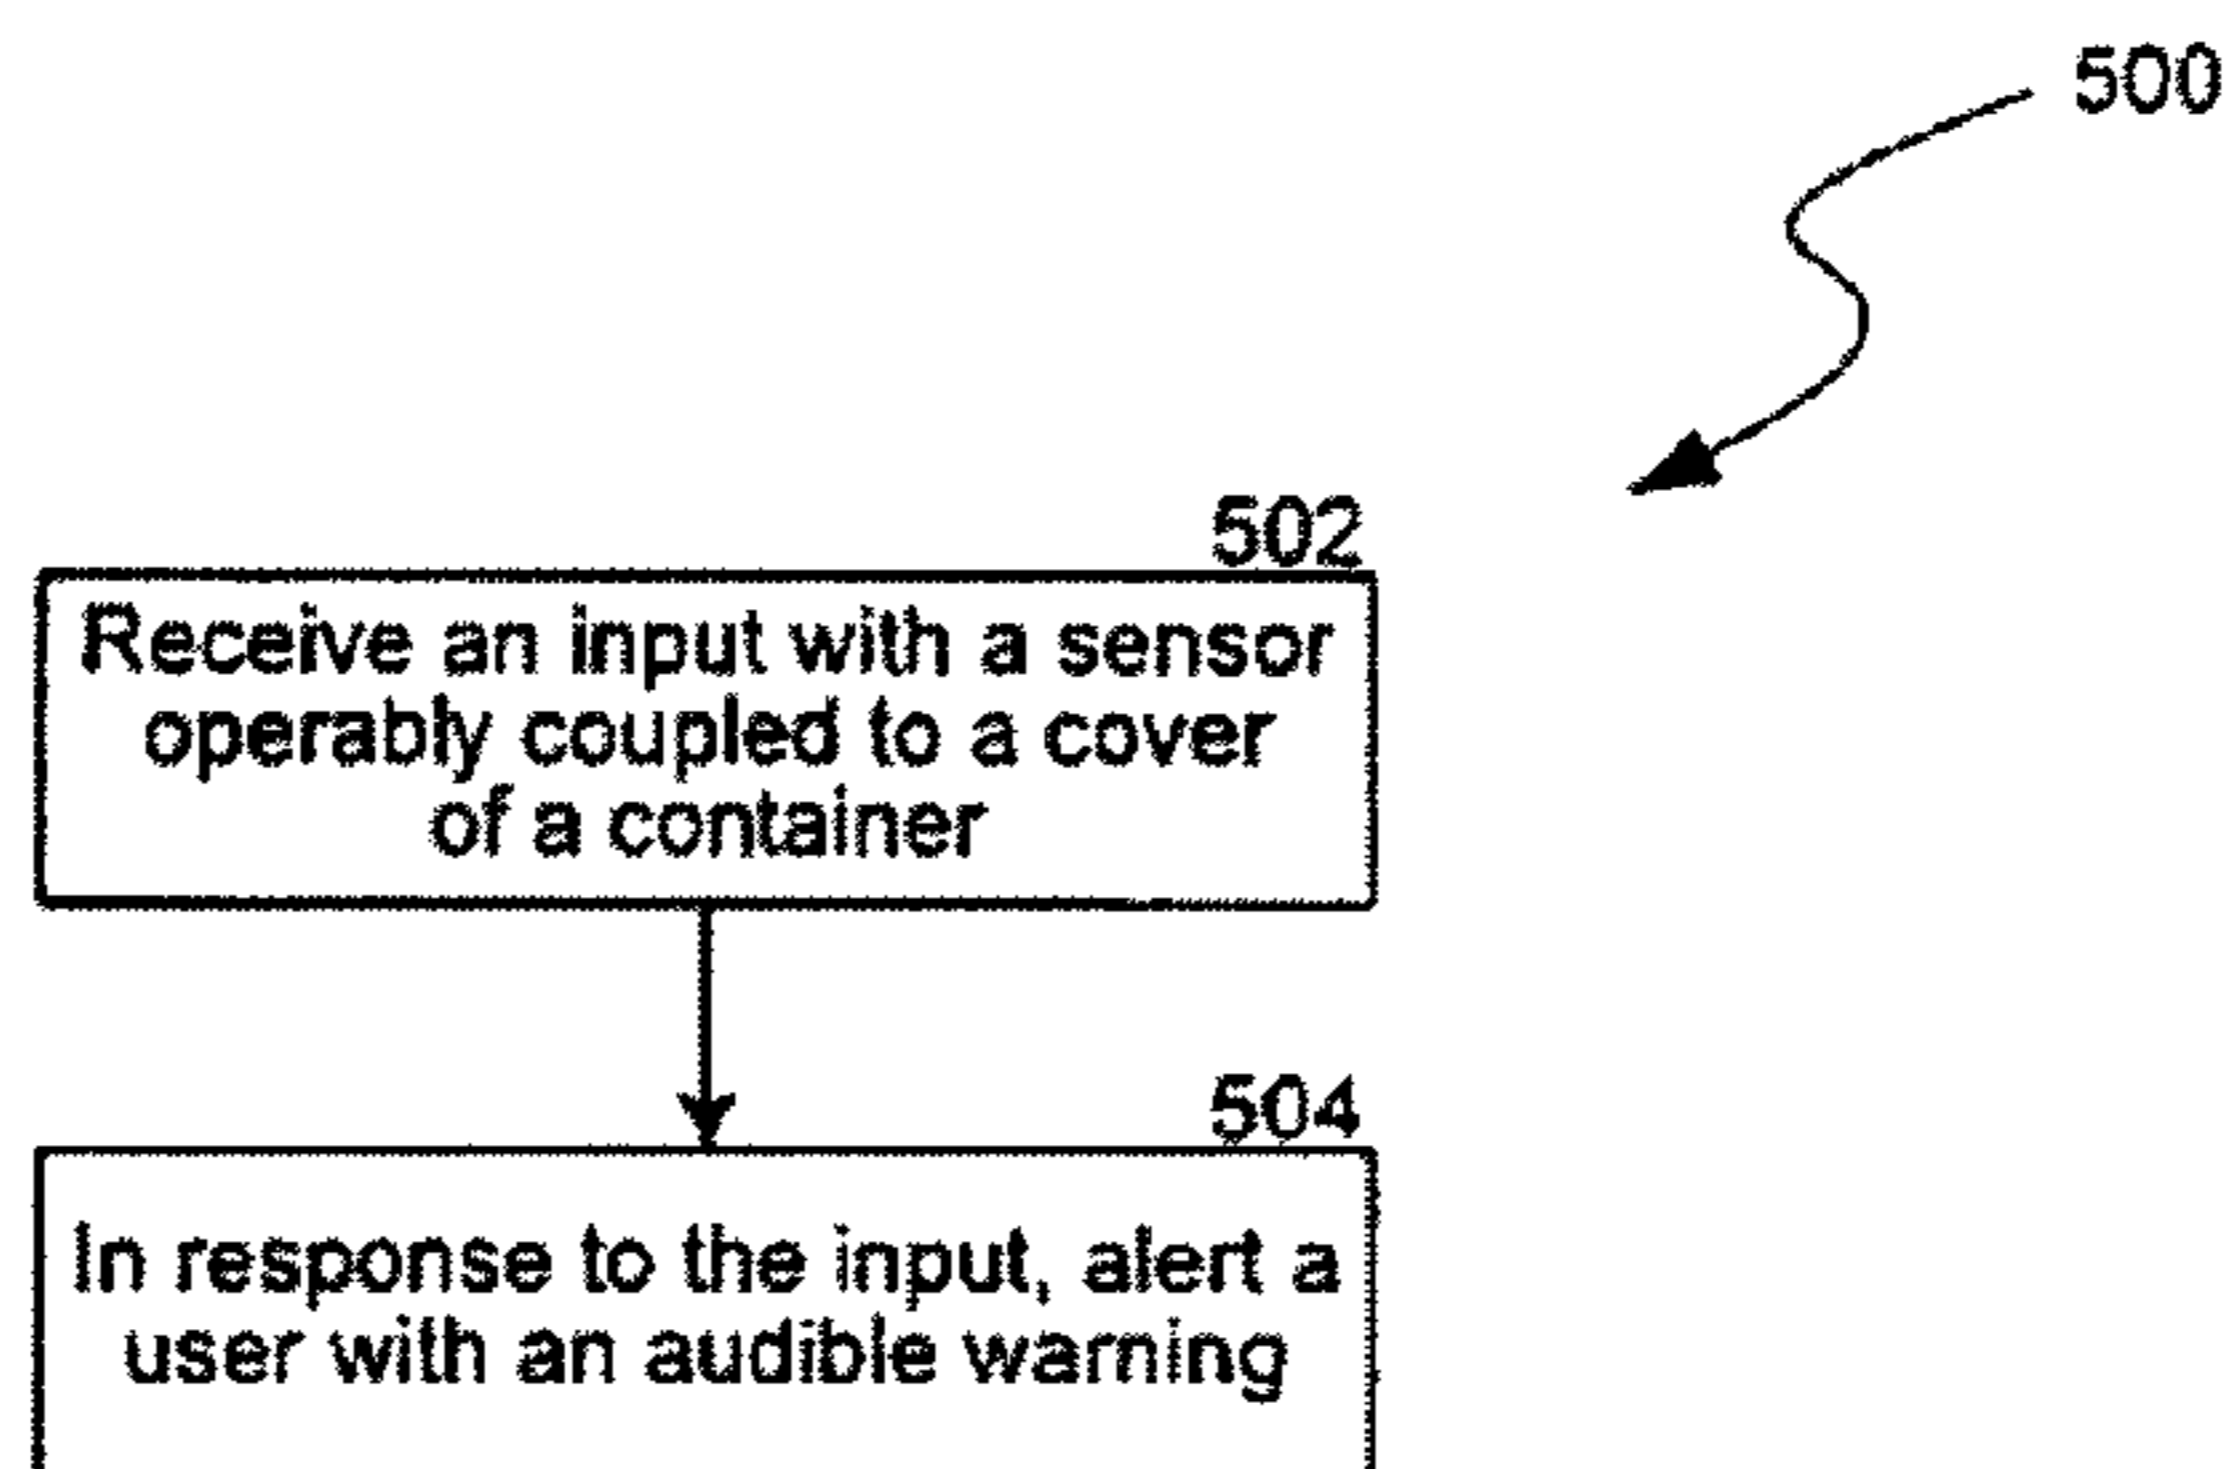 500
502
Receive an input with a sensor
operably coupled to a cover
of a container
504
In response to the input, alert a
user with an audible warning